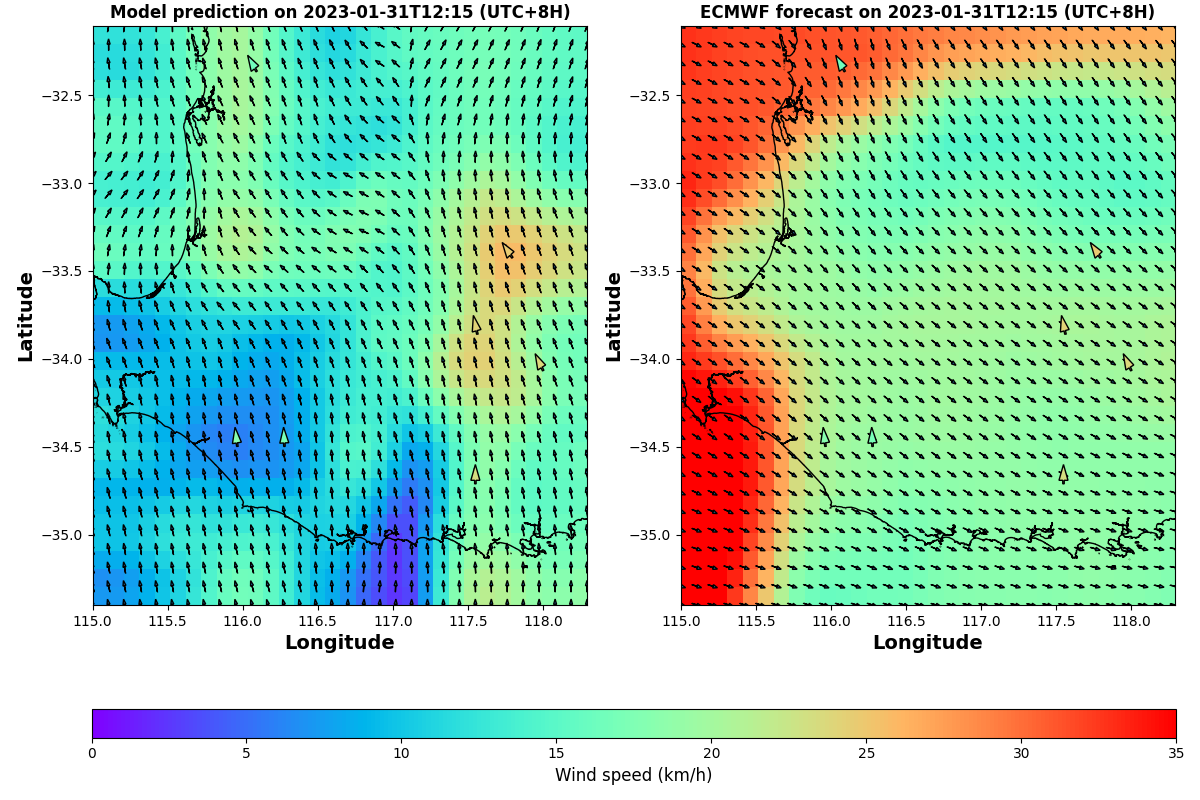 Model prediction on 2023-01-31T12:15 (UTC+8H)
ECMWF forecast on 2023-01-31T12:15 (UTC+8H)
Latitude
−32.5
−33.0
−33.5
−34.0
−34.5
−35.0
115.0 115.5 116.0 116.5 117.0 117.5 118.0
Longitude
Latitude
−32.5
−33.0
−33.5
−34.0
−34.5
−35.0
115.0 115.5 116.0 116.5 117.0 117.5 118.0
Longitude
0 5 10 15 20 25 30 35
Wind speed (km/h)